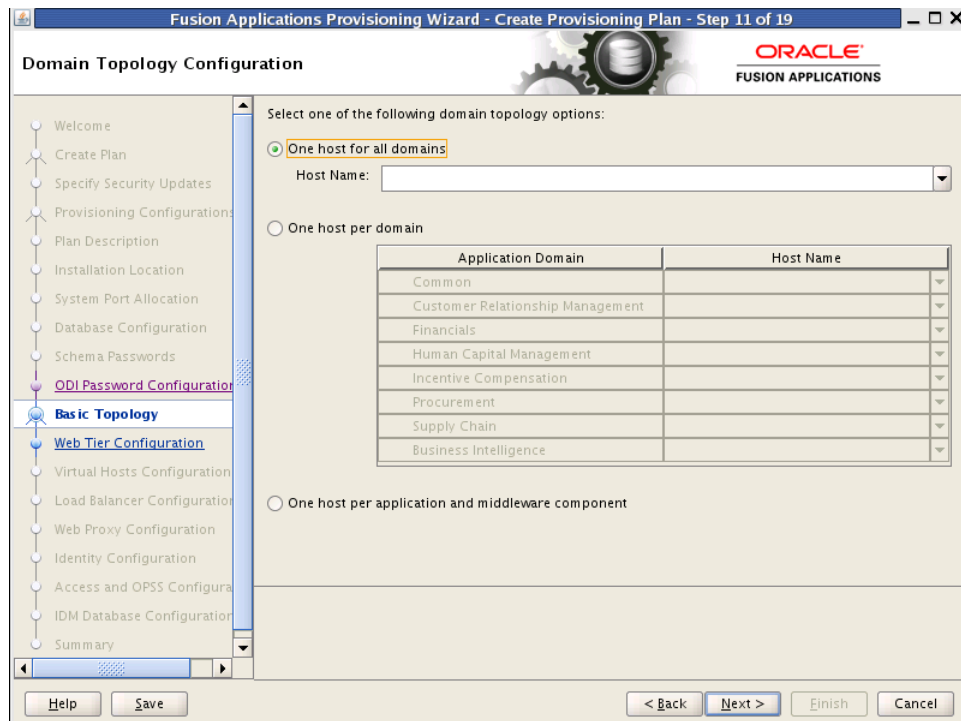 Fusion Applications Provisioning Wizard - Create Provisioning Plan - Step 11 of 19
Domain Topology Configuration
ORACLE
FUSION APPLICATIONS
Welcome
Create Plan
Specify Security Updates
Provisioning Configurations
Plan Description
Installation Location
System Port Allocation
Database Configuration
Schema Passwords
ODI Password Configuration
Basic Topology
Web Tier Configuration
Virtual Hosts Configuration
Load Balancer Configuration
Web Proxy Configuration
Identity Configuration
Access and OPSS Configura
IDM Database Configuration
Summary
Select one of the following domain topology options:
One host for all domains
Host Name:
One host per domain
Application Domain Host Name
Common
Customer Relationship Management
Financials
Human Capital Management
Incentive Compensation
Procurement
Supply Chain
Business Intelligence
One host per application and middleware component
Help Save < Back Next > Finish Cancel